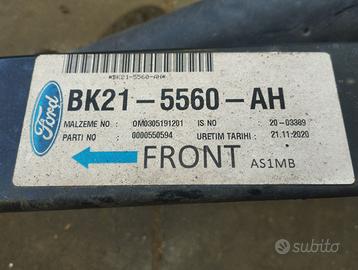 *BK21-5560-AH*
Ford
BK21-5560-AH
MALZEME NO : OM0305191201 IS NO : 20-03389
PARTI NO : 0000550594 URETIM TARIHI : 21.11.2020
FRONT AS1MB
subito